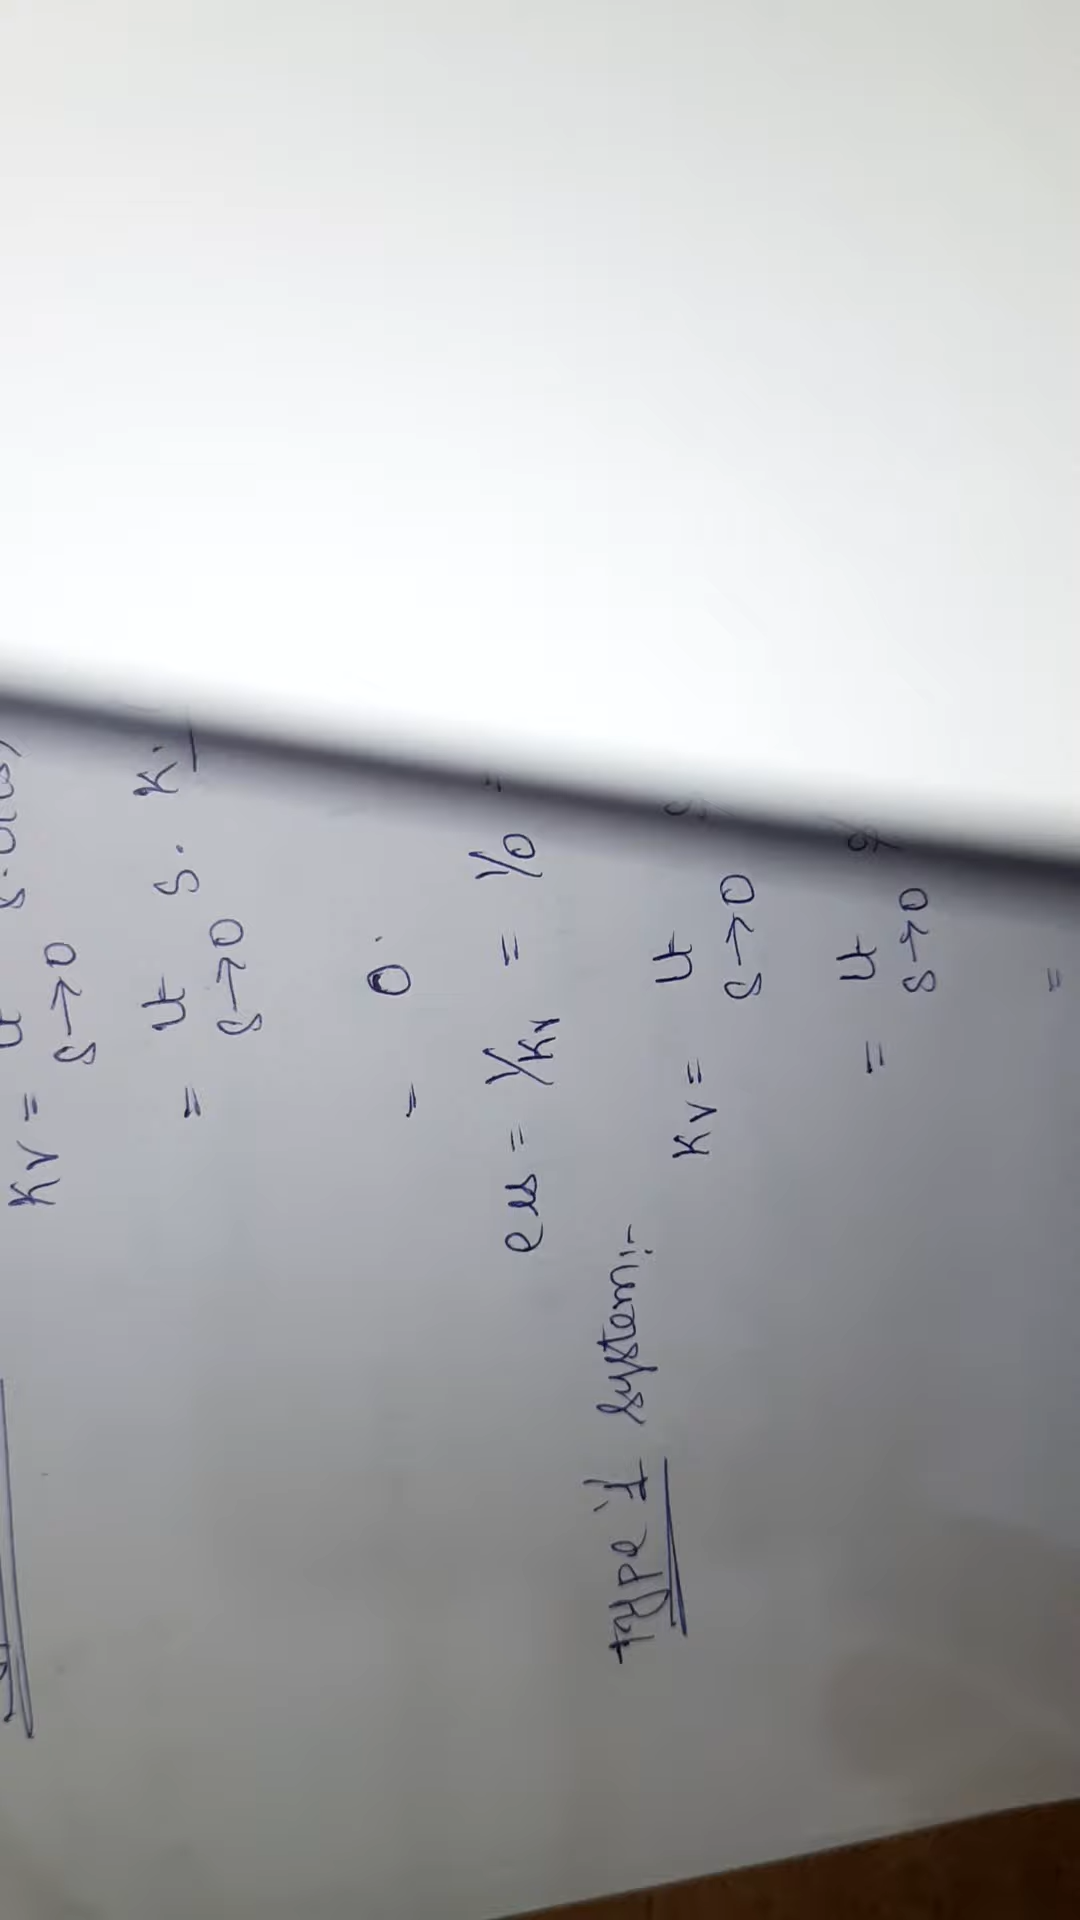 Kv = lt s.
s→0
= lt s. K.
s→0
= 0.
ess = 1/Kv = 1/0 =
type '1 system:-
Kv = lt s
s→0
= lt
s→0
=